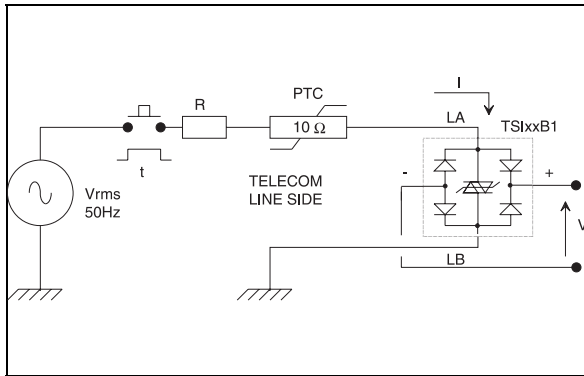 I
PTC
R
LA
TSIxxB1
10 Ω
-
+
t
Vrms
50Hz
TELECOM
LINE SIDE
V
LB